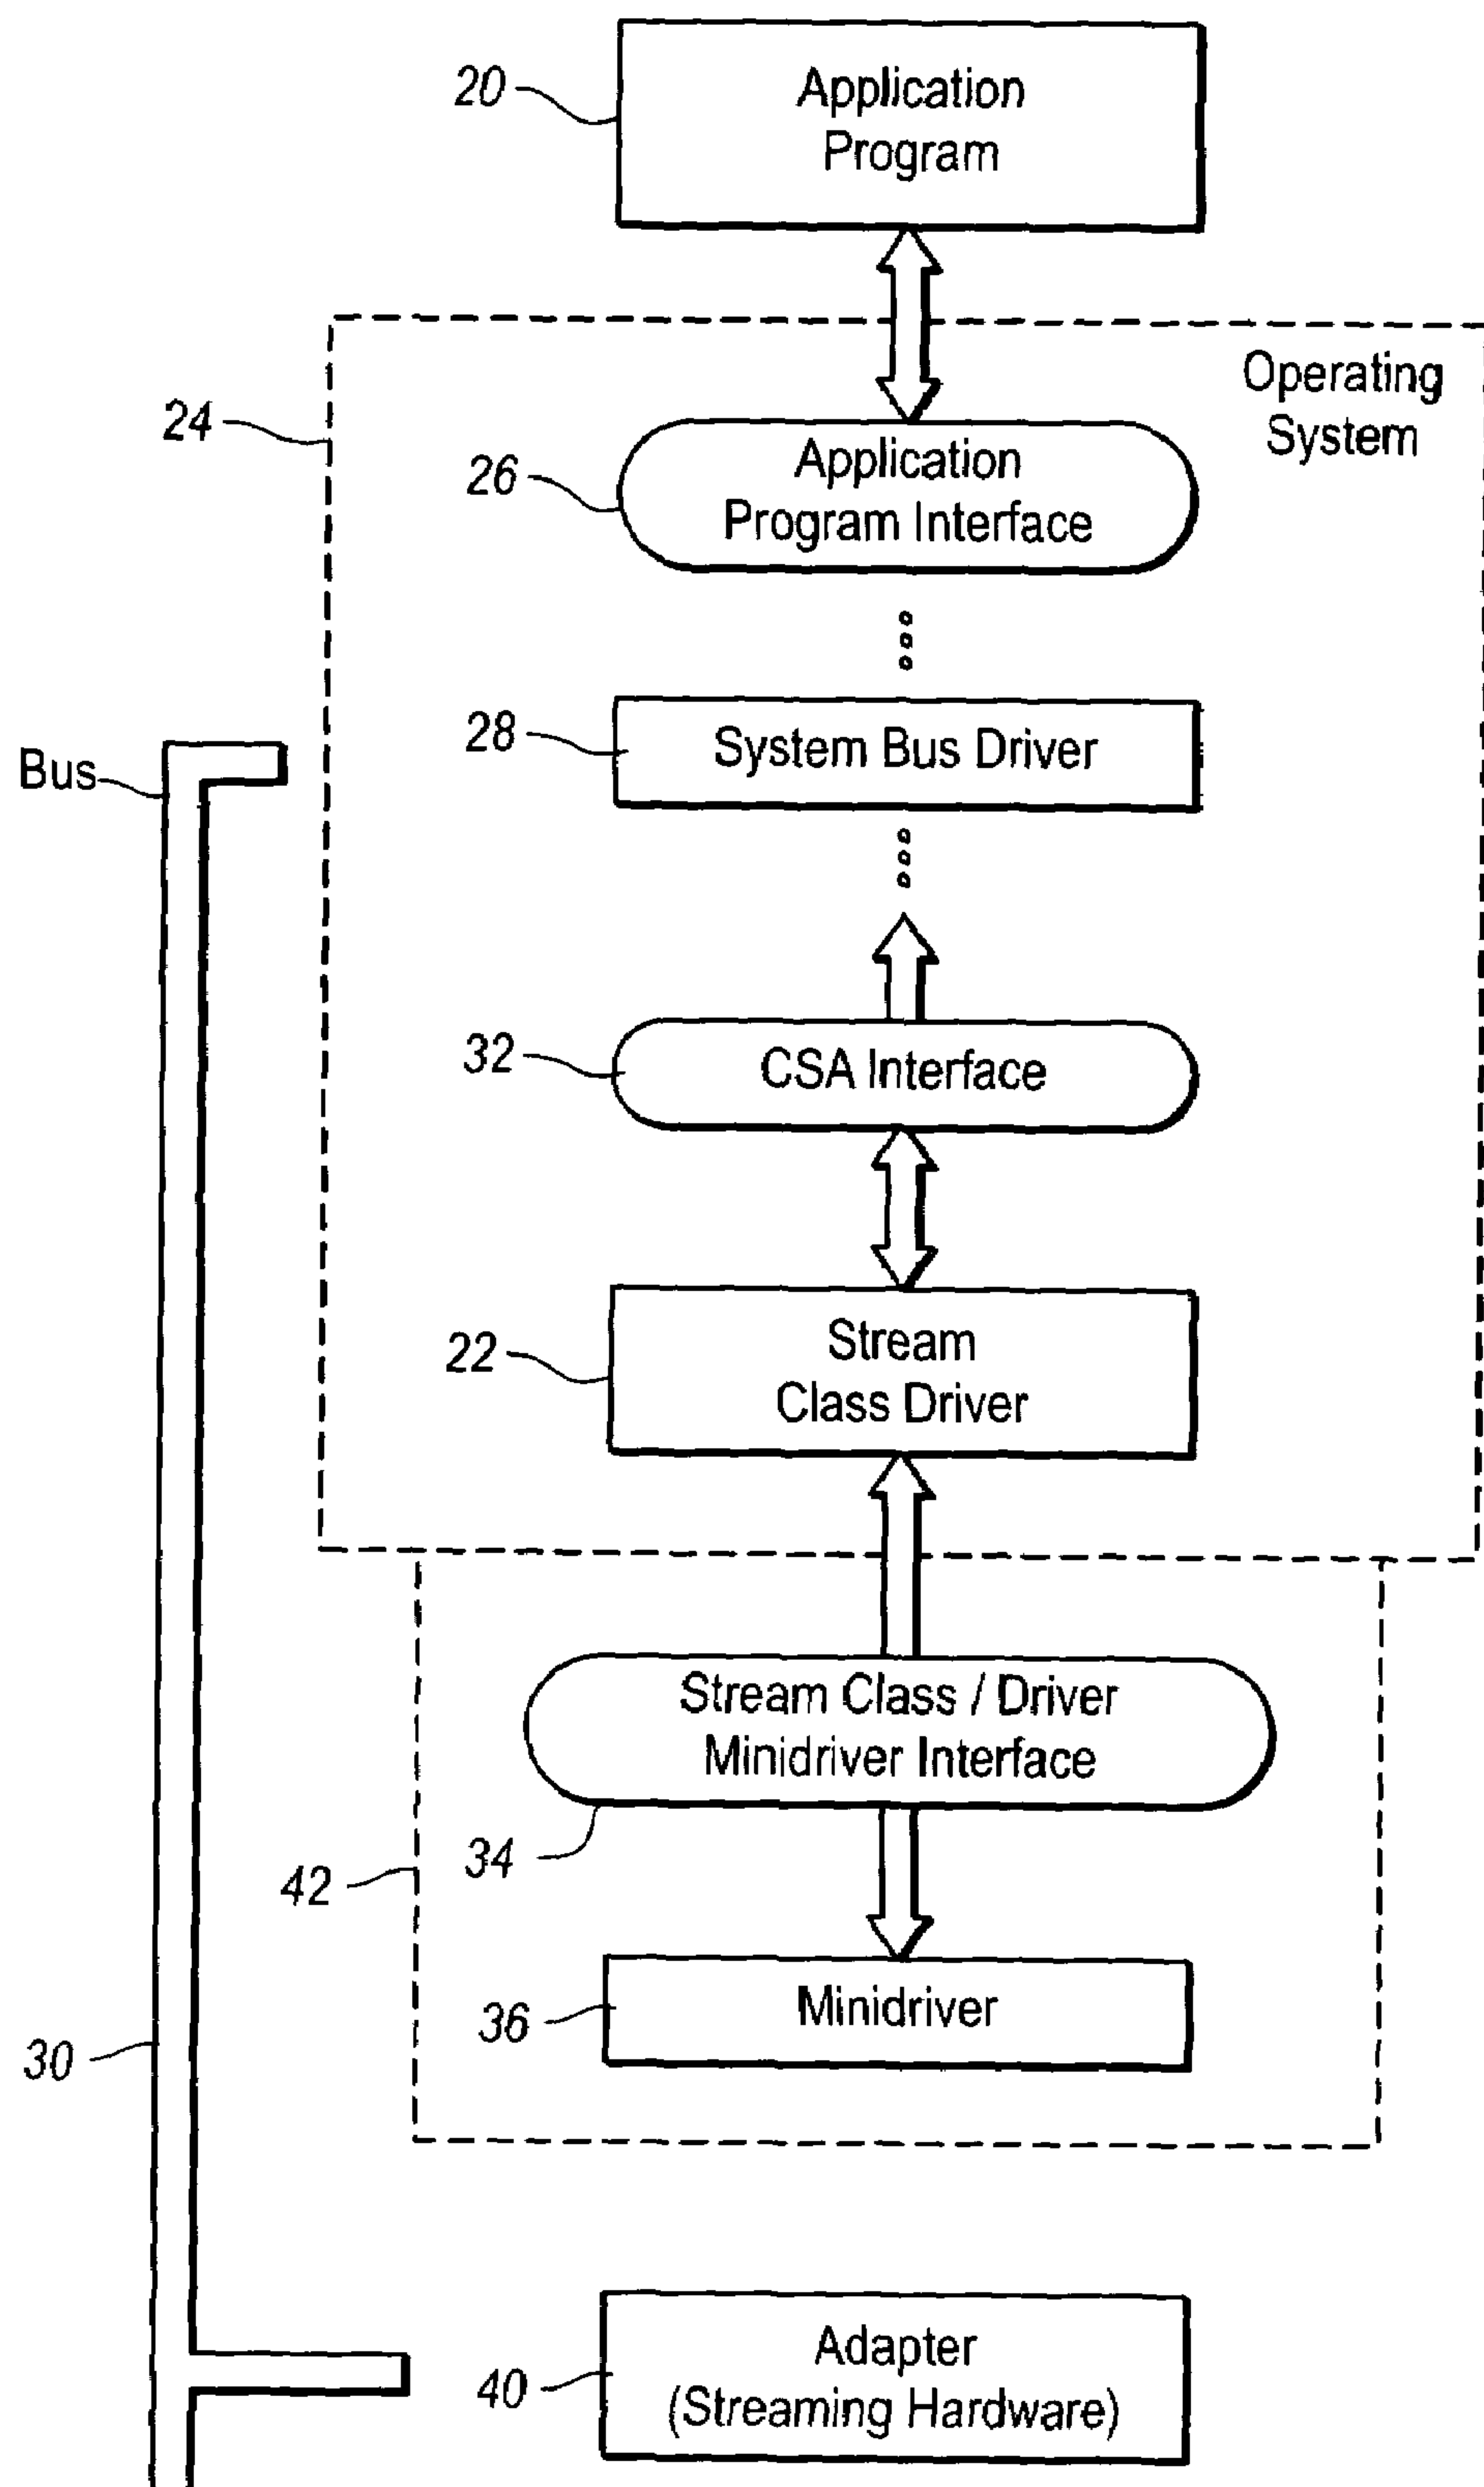 20
Application
Program
Operating
System
24
26
Application
Program Interface
28
System Bus Driver
Bus
32
CSA Interface
22
Stream
Class Driver
Stream Class / Driver
Minidriver Interface
34
42
36
Minidriver
30
40
Adapter
(Streaming Hardware)